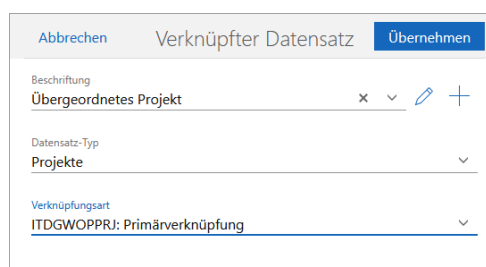 Abbrechen Verknüpfter Datensatz Übernehmen
Beschriftung
Übergeordnetes Projekt
Datensatz-Typ
Projekte
Verknüpfungsart
ITDGWOPPRJ: Primärverknüpfung